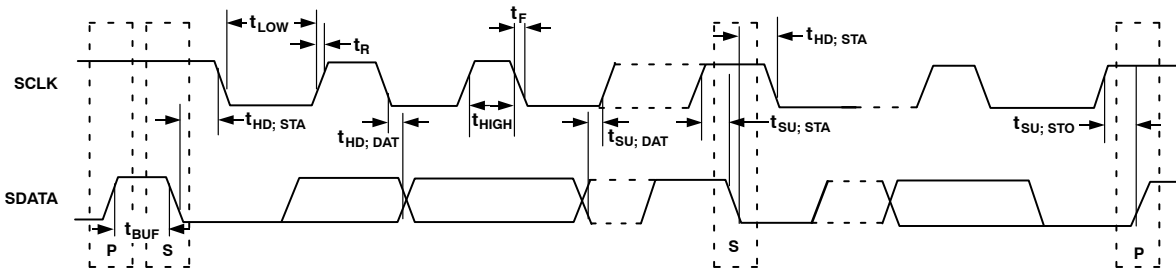 tLOW
tR
tF
tHD; STA
SCLK
tHD; STA
tHD; DAT
tHIGH
tSU; DAT
tSU; STA
tSU; STO
SDATA
tBUF
P
S
S
P